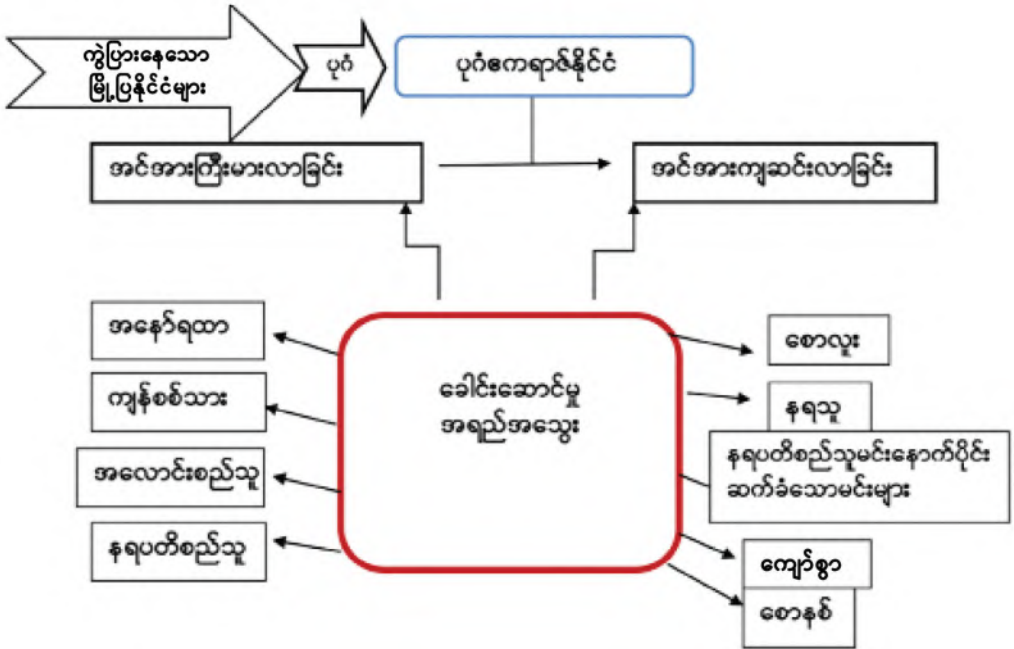 ကွဲပြားနေသော
မြို့ပြနိုင်ငံများ
ပုဂံ
ပုဂံဧကရာဇ်နိုင်ငံ
အင်အားကြီးမားလာခြင်း
အင်အားကျဆင်းလာခြင်း
ခေါင်းဆောင်မှု
အရည်အသွေး
အနော်ရထာ
ကျန်စစ်သား
အလောင်းစည်သူ
နရပတိစည်သူ
စောလူး
နရသူ
နရပတိစည်သူမင်းနောက်ပိုင်း
ဆက်ခံသောမင်းများ
ကျော်စွာ
စောနစ်